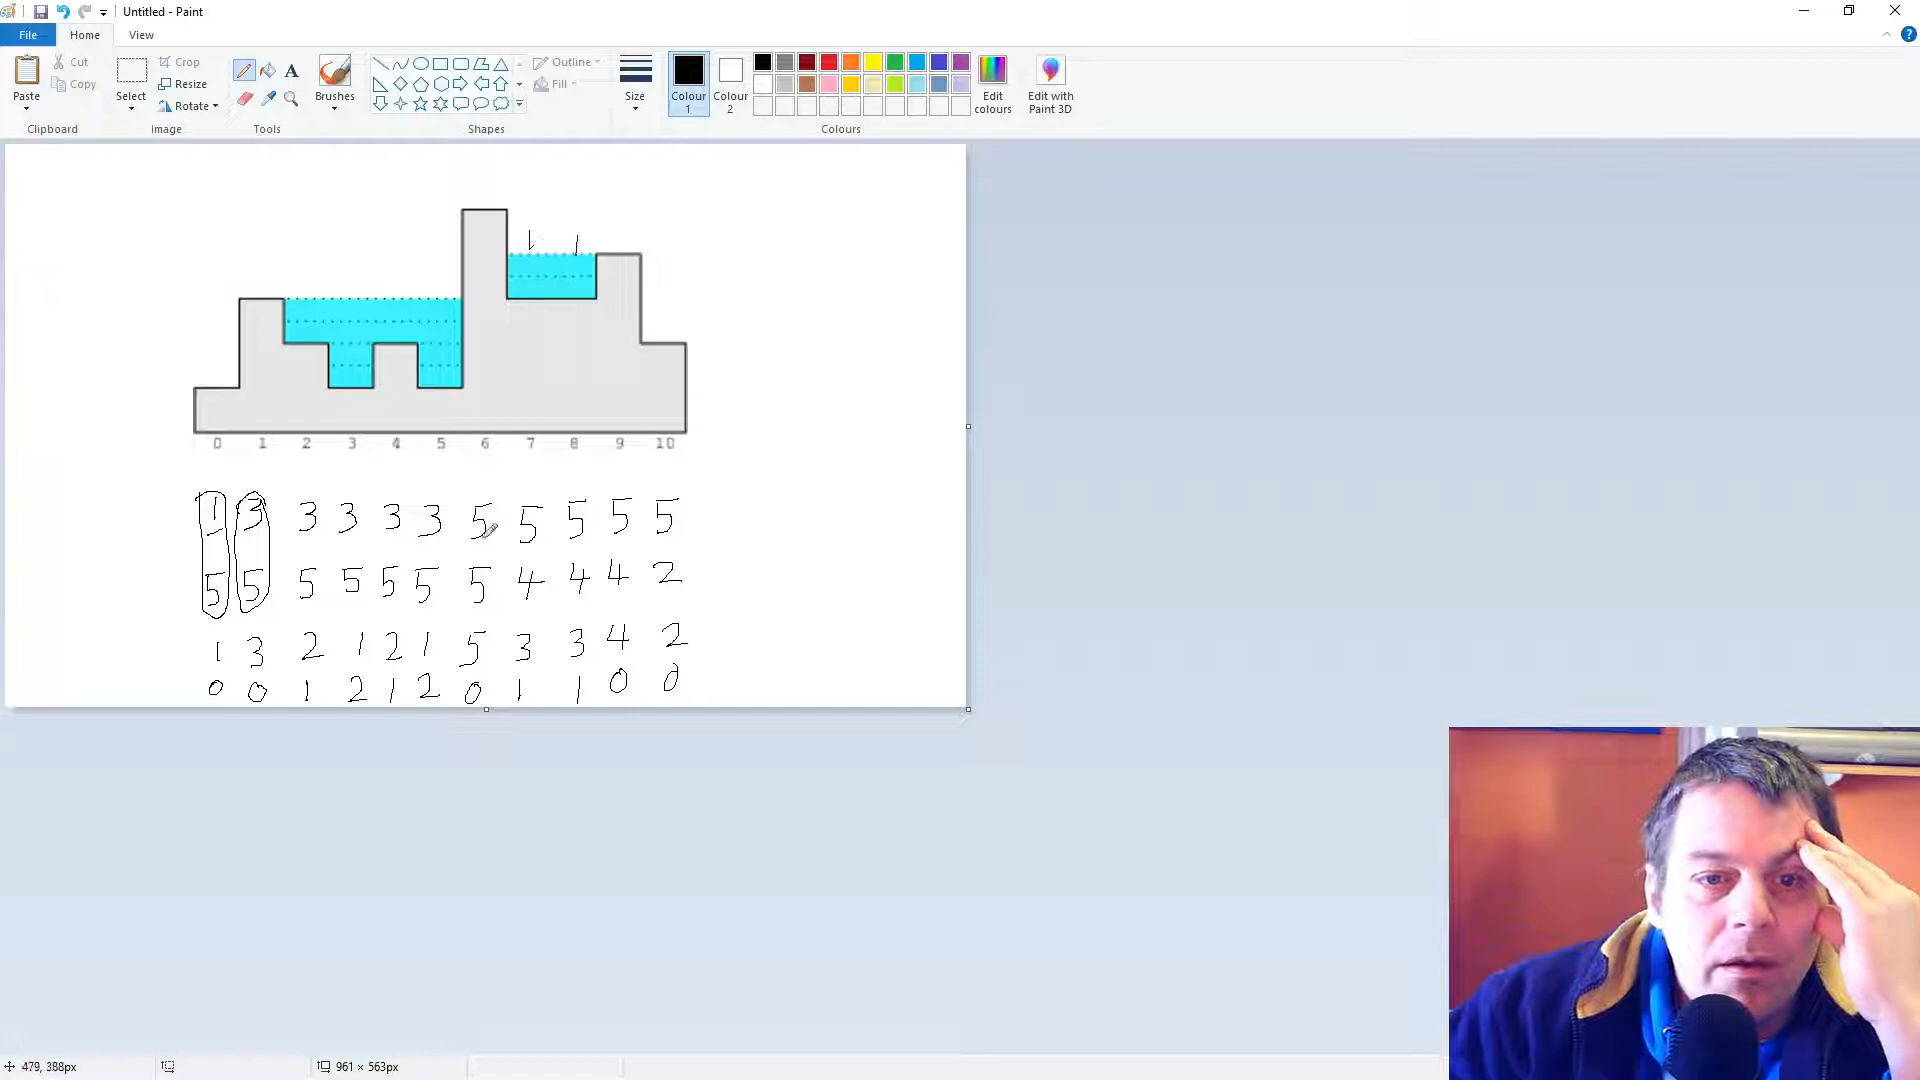 Untitled - Paint
File Home View
Cut
Copy
Paste
Clipboard
Crop
Resize
Rotate
Select
Image
A
Tools
Brushes
Outline
Fill
Shapes
Size
Colour 1
Colour 2
Edit colours
Edit with Paint 3D
Colours
1 1
0 1 2 3 4 5 6 7 8 9 10
1 3 3 3 3 3 5 5 5 5 5
5 5 5 5 5 5 5 4 4 4 2
1 3 2 1 2 1 5 3 3 4 2
0 0 1 2 1 2 0 1 1 0 0
479, 388px
961 × 563px